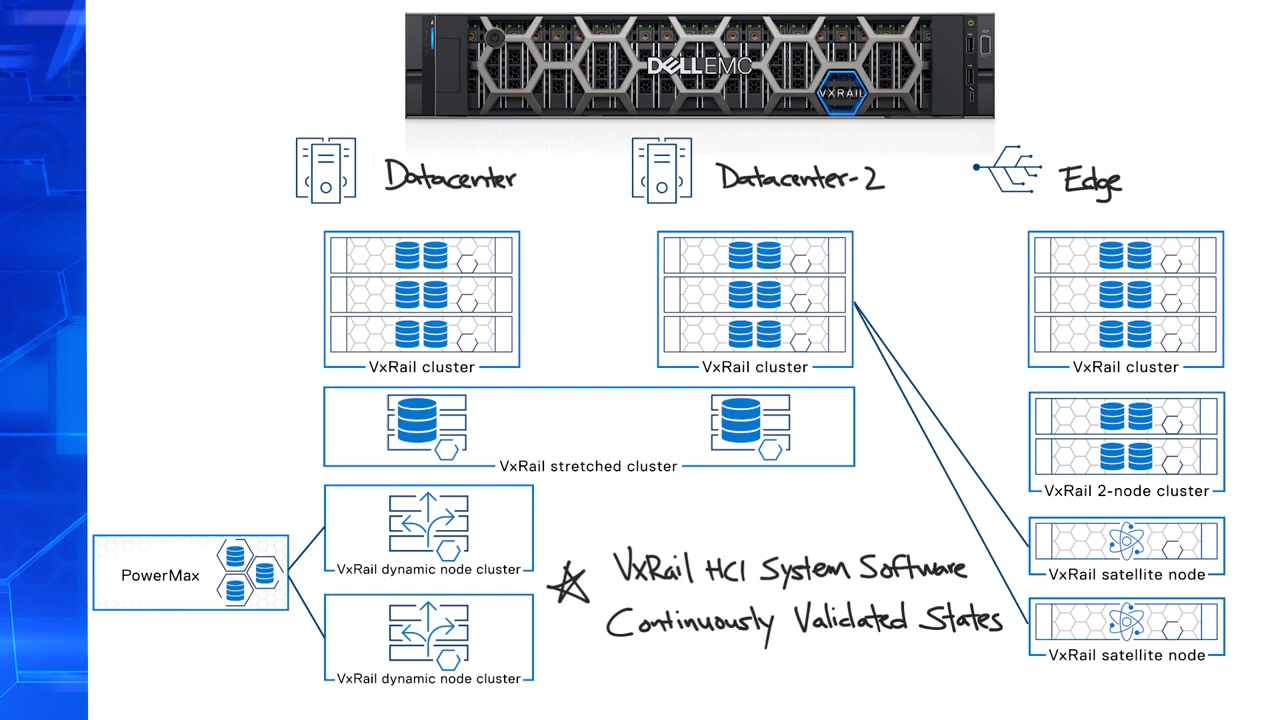 DELLEMC
VXRAIL
Datacenter
Datacenter-2
Edge
VxRail cluster
VxRail cluster
VxRail cluster
VxRail stretched cluster
VxRail 2-node cluster
PowerMax
VxRail dynamic node cluster
VxRail HCI System Software
Continuously Validated States
VxRail satellite node
VxRail satellite node
VxRail dynamic node cluster